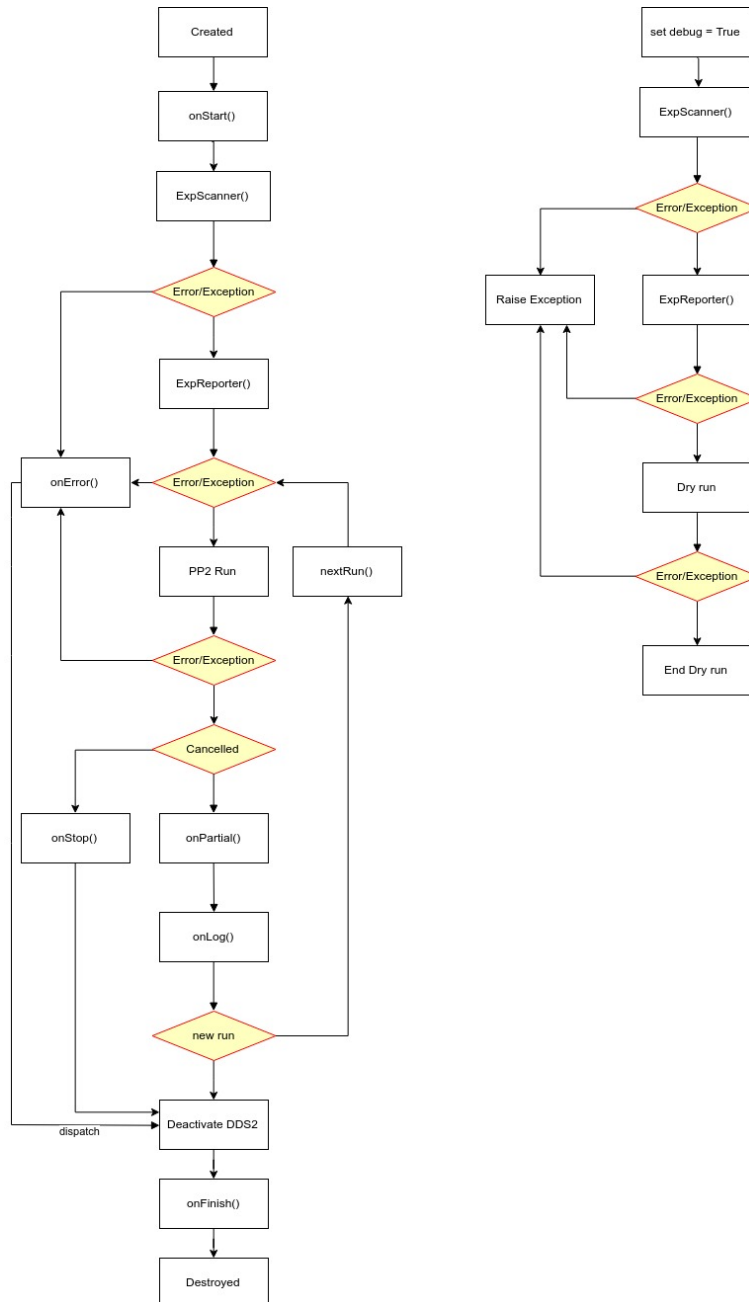 Created
onStart()
ExpScanner()
Error/Exception
ExpReporter()
onError()
Error/Exception
PP2 Run
nextRun()
Error/Exception
Cancelled
onStop()
onPartial()
onLog()
new run
Deactivate DDS2
dispatch
onFinish()
Destroyed
set debug = True
ExpScanner()
Error/Exception
Raise Exception
ExpReporter()
Error/Exception
Dry run
Error/Exception
End Dry run